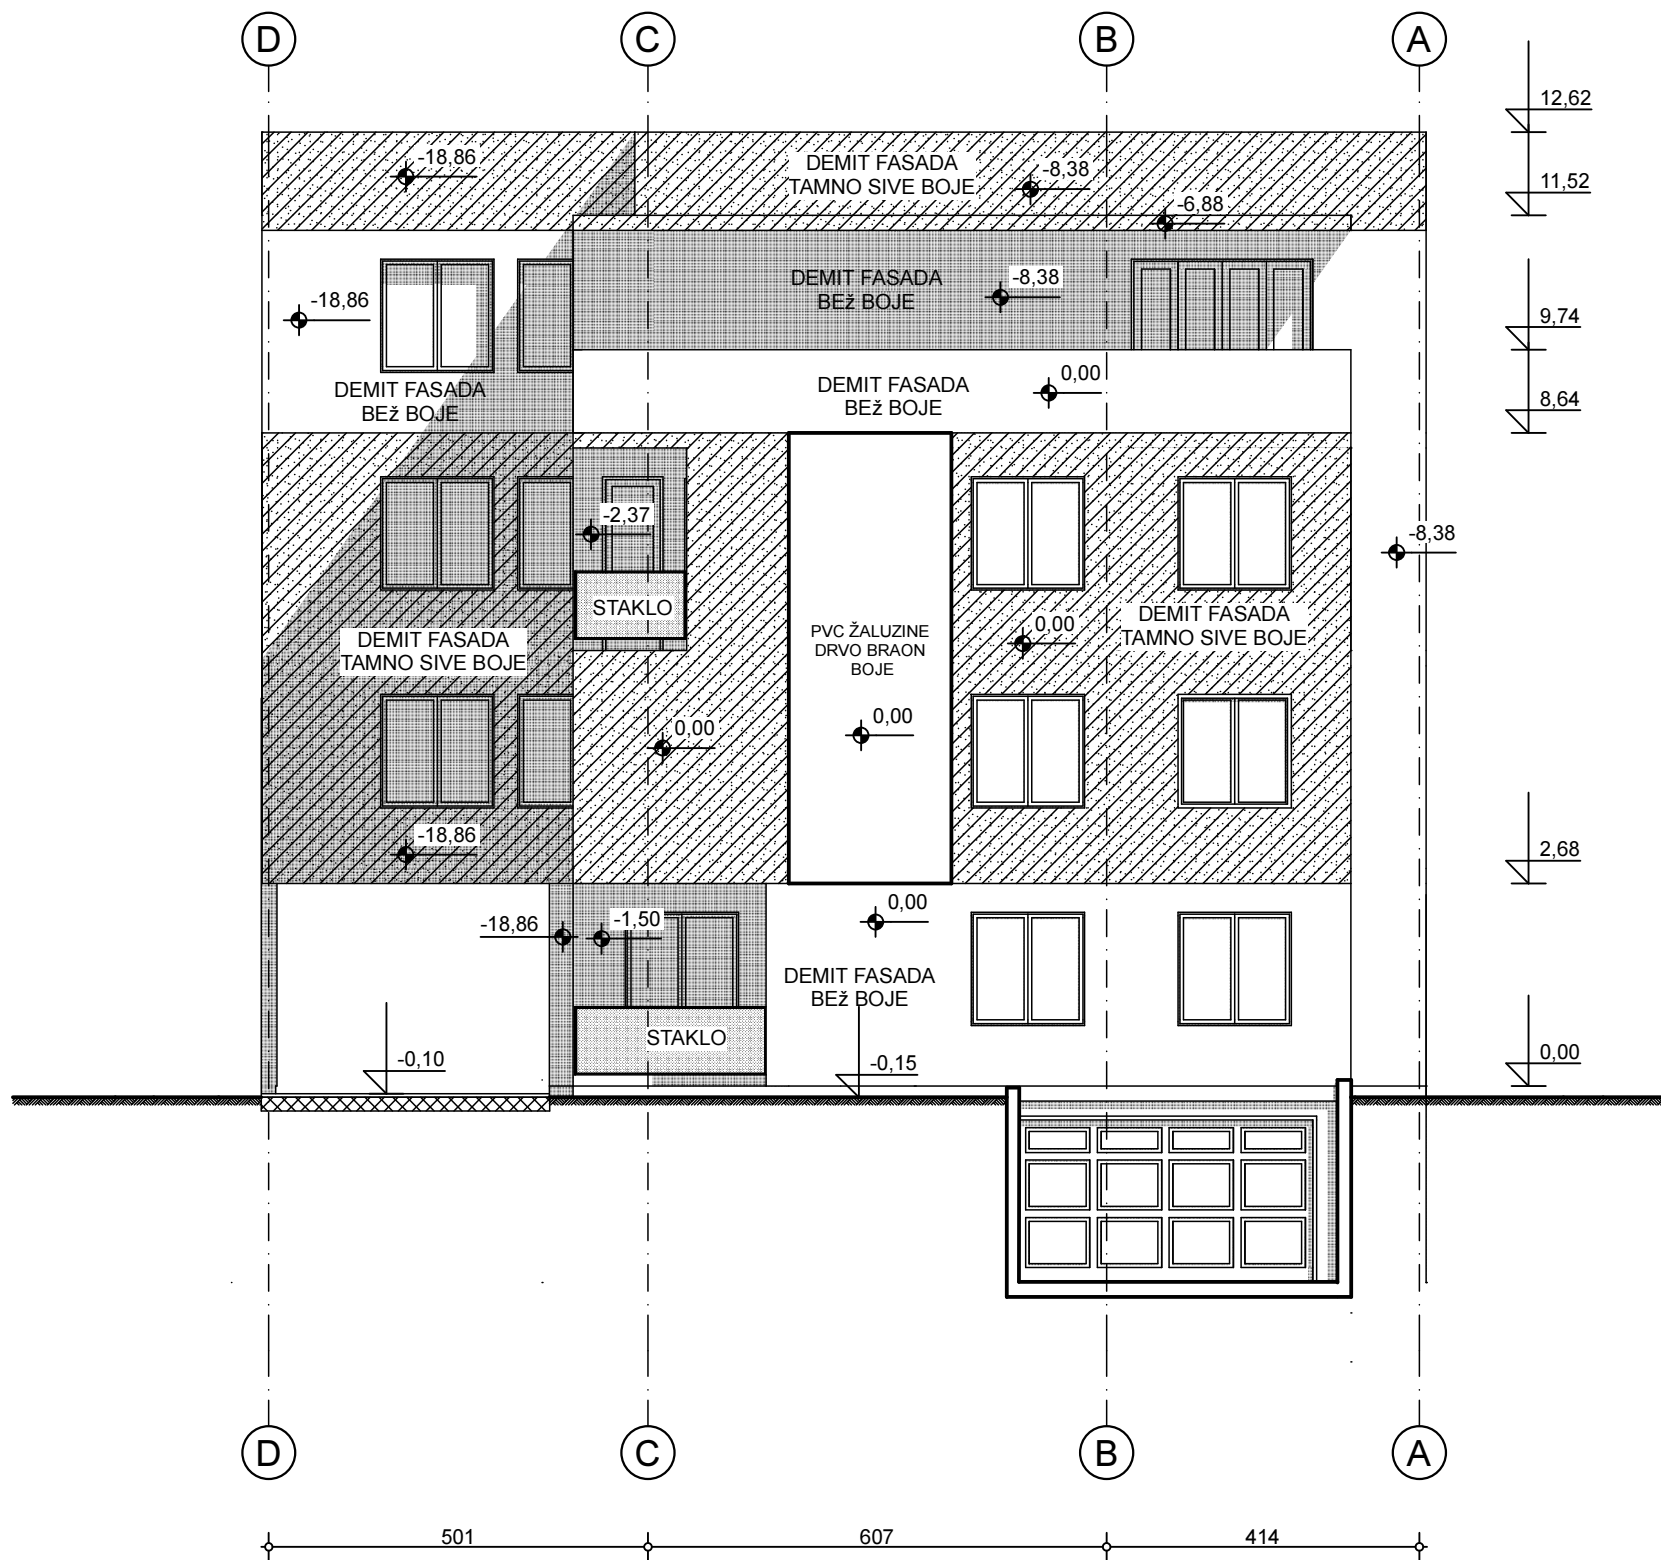 D
C
B
A
12,62
-18,86
DEMIT FASADA
TAMNO SIVE BOJE
-8,38
11,52
-6,88
-18,86
DEMIT FASADA
BEž BOJE
-8,38
9,74
DEMIT FASADA
BEž BOJE
DEMIT FASADA
BEž BOJE
0,00
8,64
-2,37
-8,38
STAKLO
DEMIT FASADA
TAMNO SIVE BOJE
PVC ŽALUZINE
DRVO BRAON
BOJE
0,00
DEMIT FASADA
TAMNO SIVE BOJE
0,00
0,00
-18,86
2,68
-18,86
-1,50
0,00
DEMIT FASADA
BEž BOJE
STAKLO
-0,10
-0,15
0,00
D
C
B
A
501
607
414